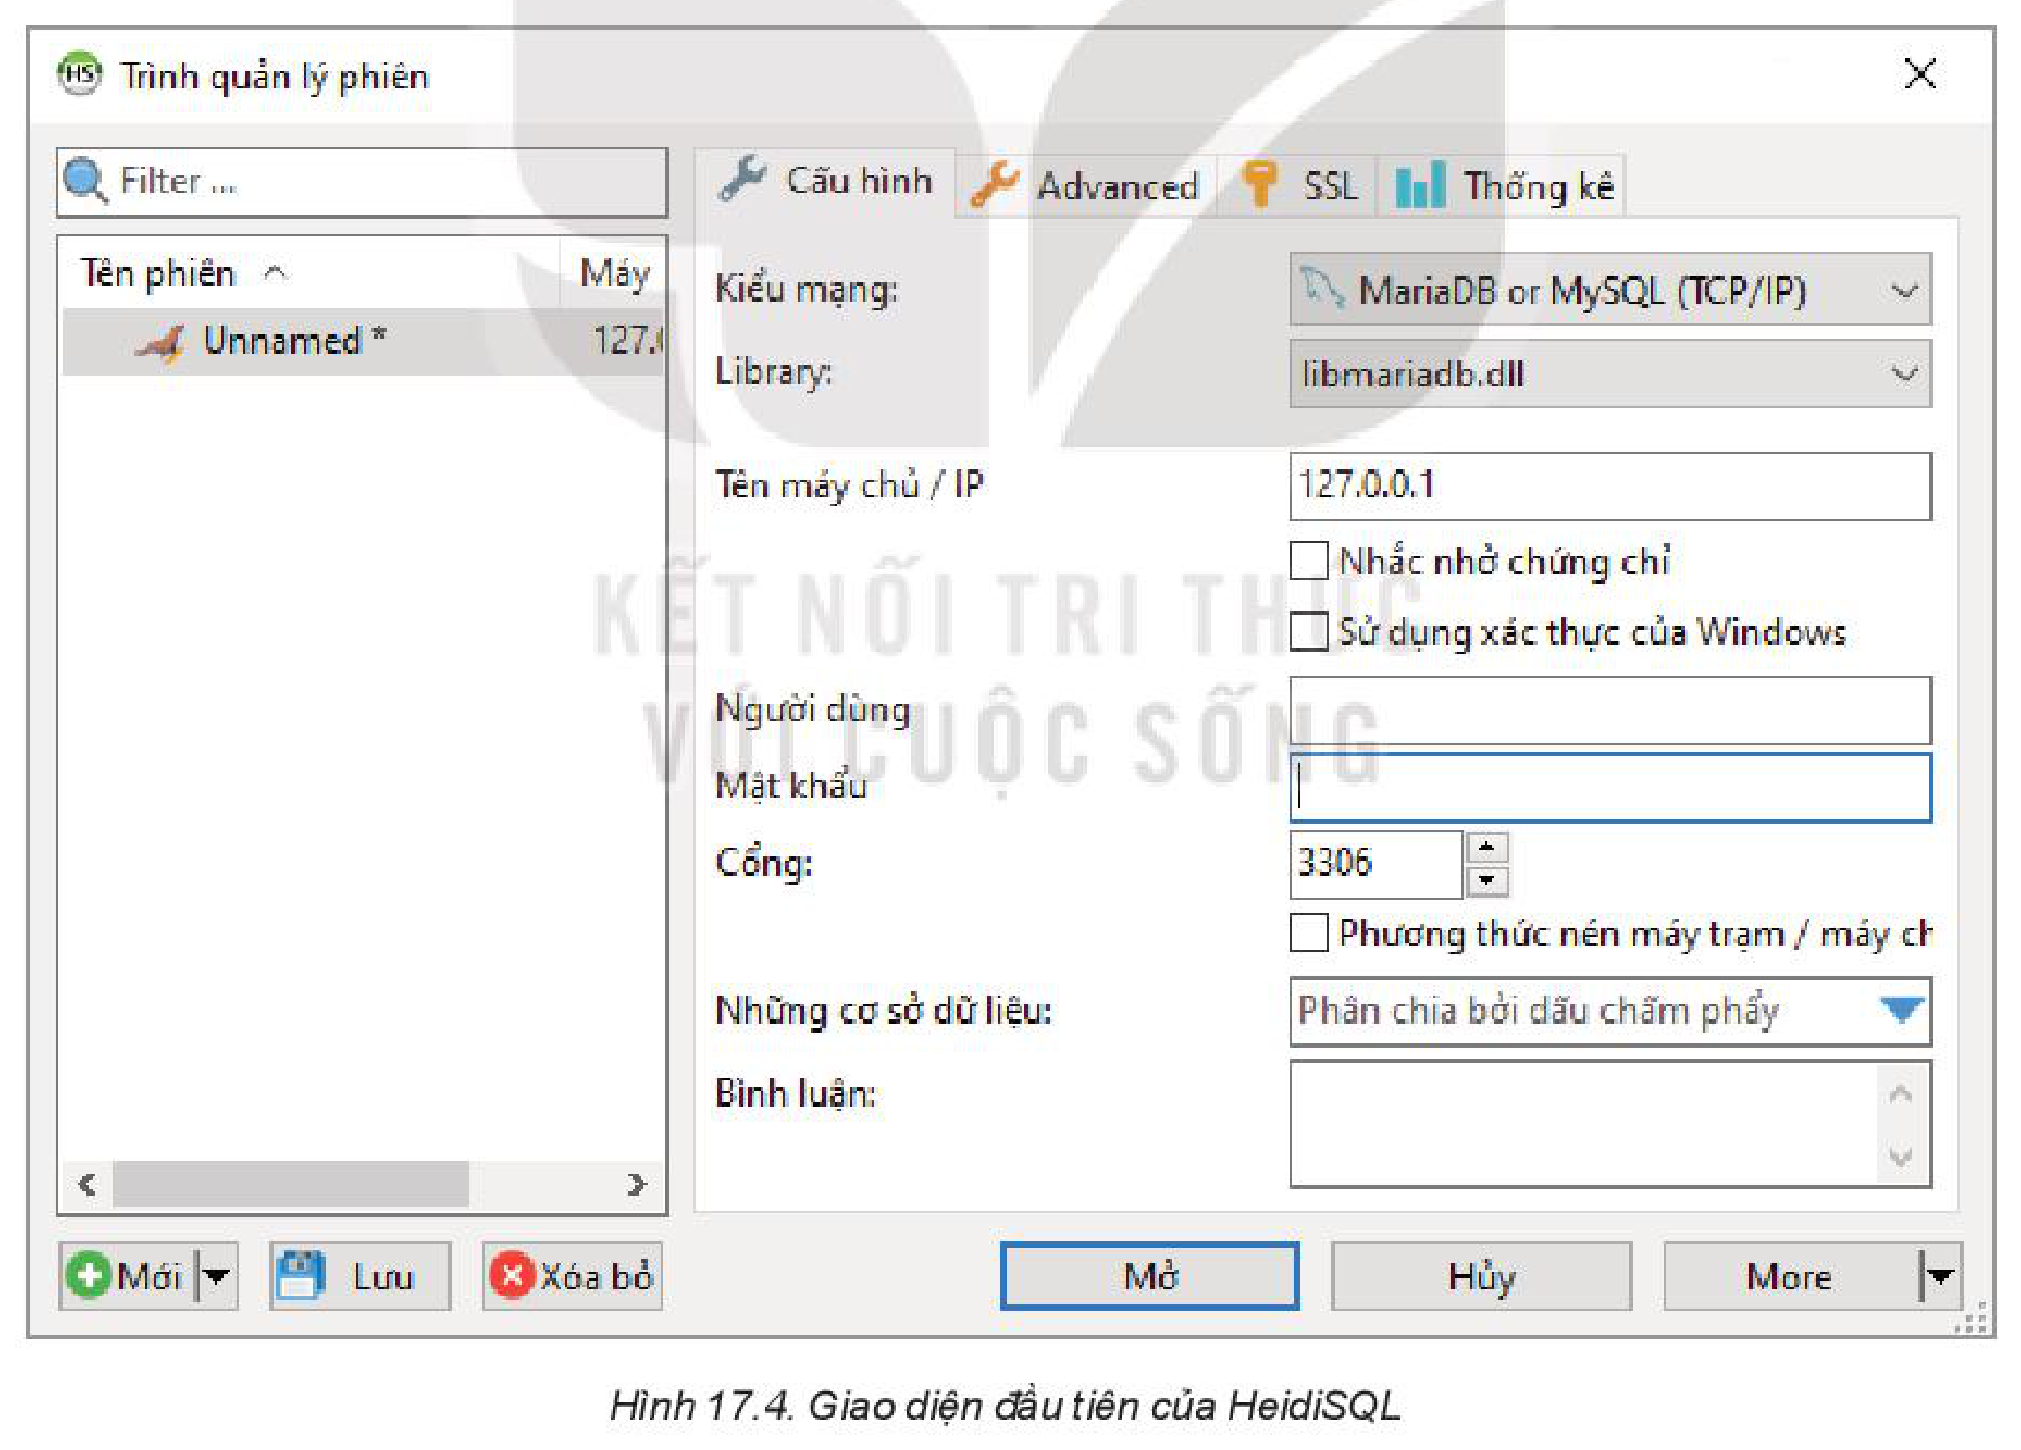 Trình quản lý phiên
Filter ...
Tên phiên
Máy
Unnamed *
127.
Cấu hình
Advanced
SSL
Thống kê
Kiểu mạng:
MariaDB or MySQL (TCP/IP)
Library:
libmariadb.dll
Tên máy chủ / IP
127.0.0.1
Nhắc nhở chứng chỉ
Sử dụng xác thực của Windows
KẾT NỐI TRI THỨC
VỚI CUỘC SỐNG
Người dùng
Mật khẩu
Cổng:
3306
Phương thức nén máy trạm / máy ch
Những cơ sở dữ liệu:
Phân chia bởi dấu chấm phẩy
Bình luận:
Mới
Lưu
Xóa bỏ
Mở
Hủy
More
Hình 17.4. Giao diện đầu tiên của HeidiSQL